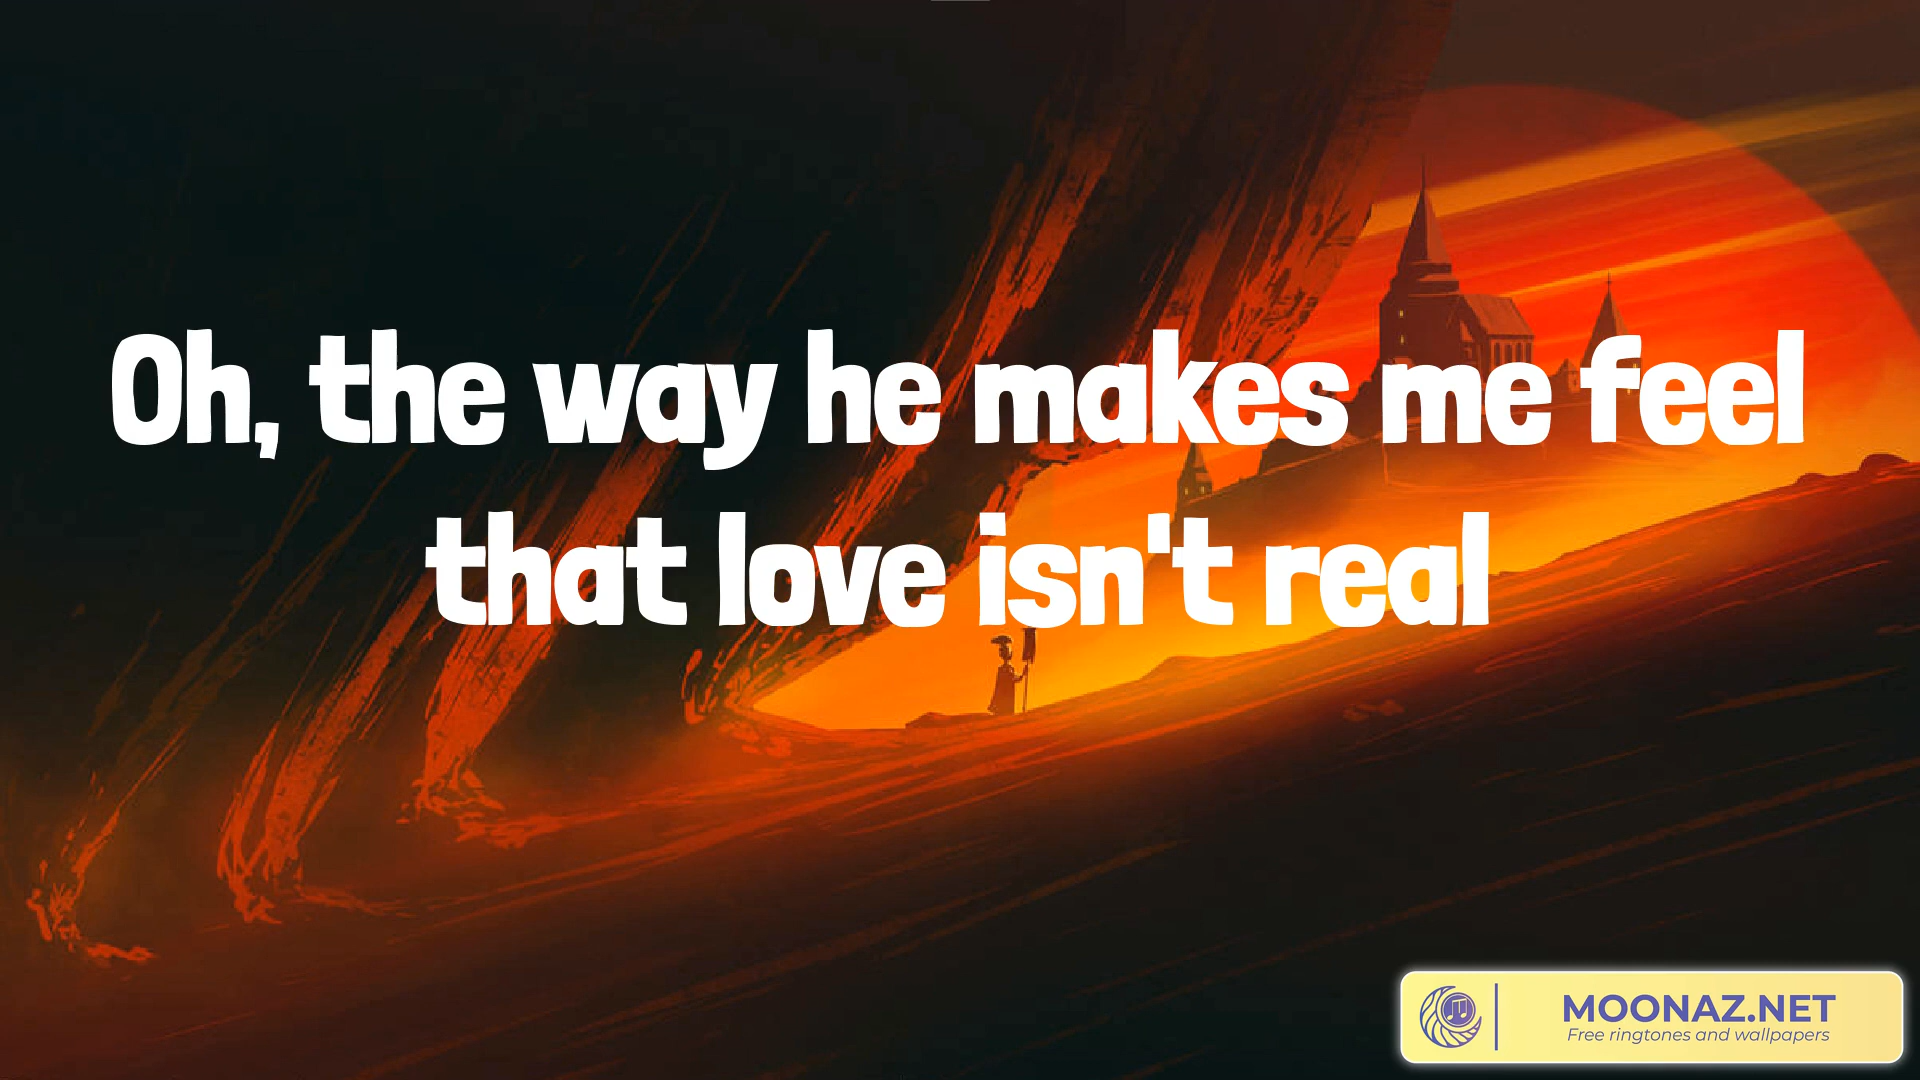 Oh, the way he makes me feel
that love isn't real
MOONAZ.NET
Free ringtones and wallpapers